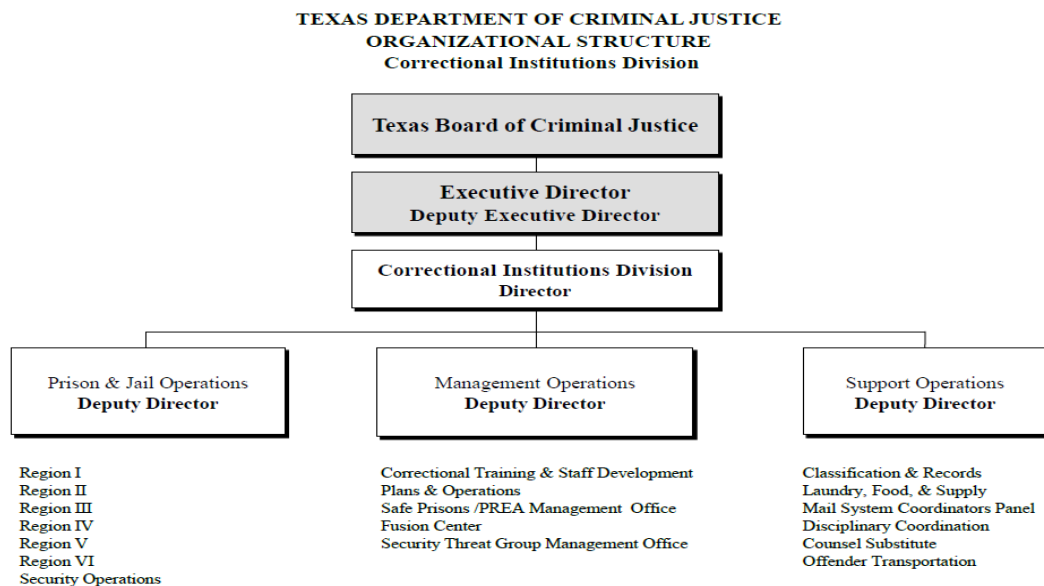 TEXAS DEPARTMENT OF CRIMINAL JUSTICE
ORGANIZATIONAL STRUCTURE
Correctional Institutions Division
Texas Board of Criminal Justice
Executive Director
Deputy Executive Director
Correctional Institutions Division
Director
Prison & Jail Operations
Deputy Director
Management Operations
Deputy Director
Support Operations
Deputy Director
Region I
Region II
Region III
Region IV
Region V
Region VI
Security Operations
Correctional Training & Staff Development
Plans & Operations
Safe Prisons /PREA Management Office
Fusion Center
Security Threat Group Management Office
Classification & Records
Laundry, Food, & Supply
Mail System Coordinators Panel
Disciplinary Coordination
Counsel Substitute
Offender Transportation